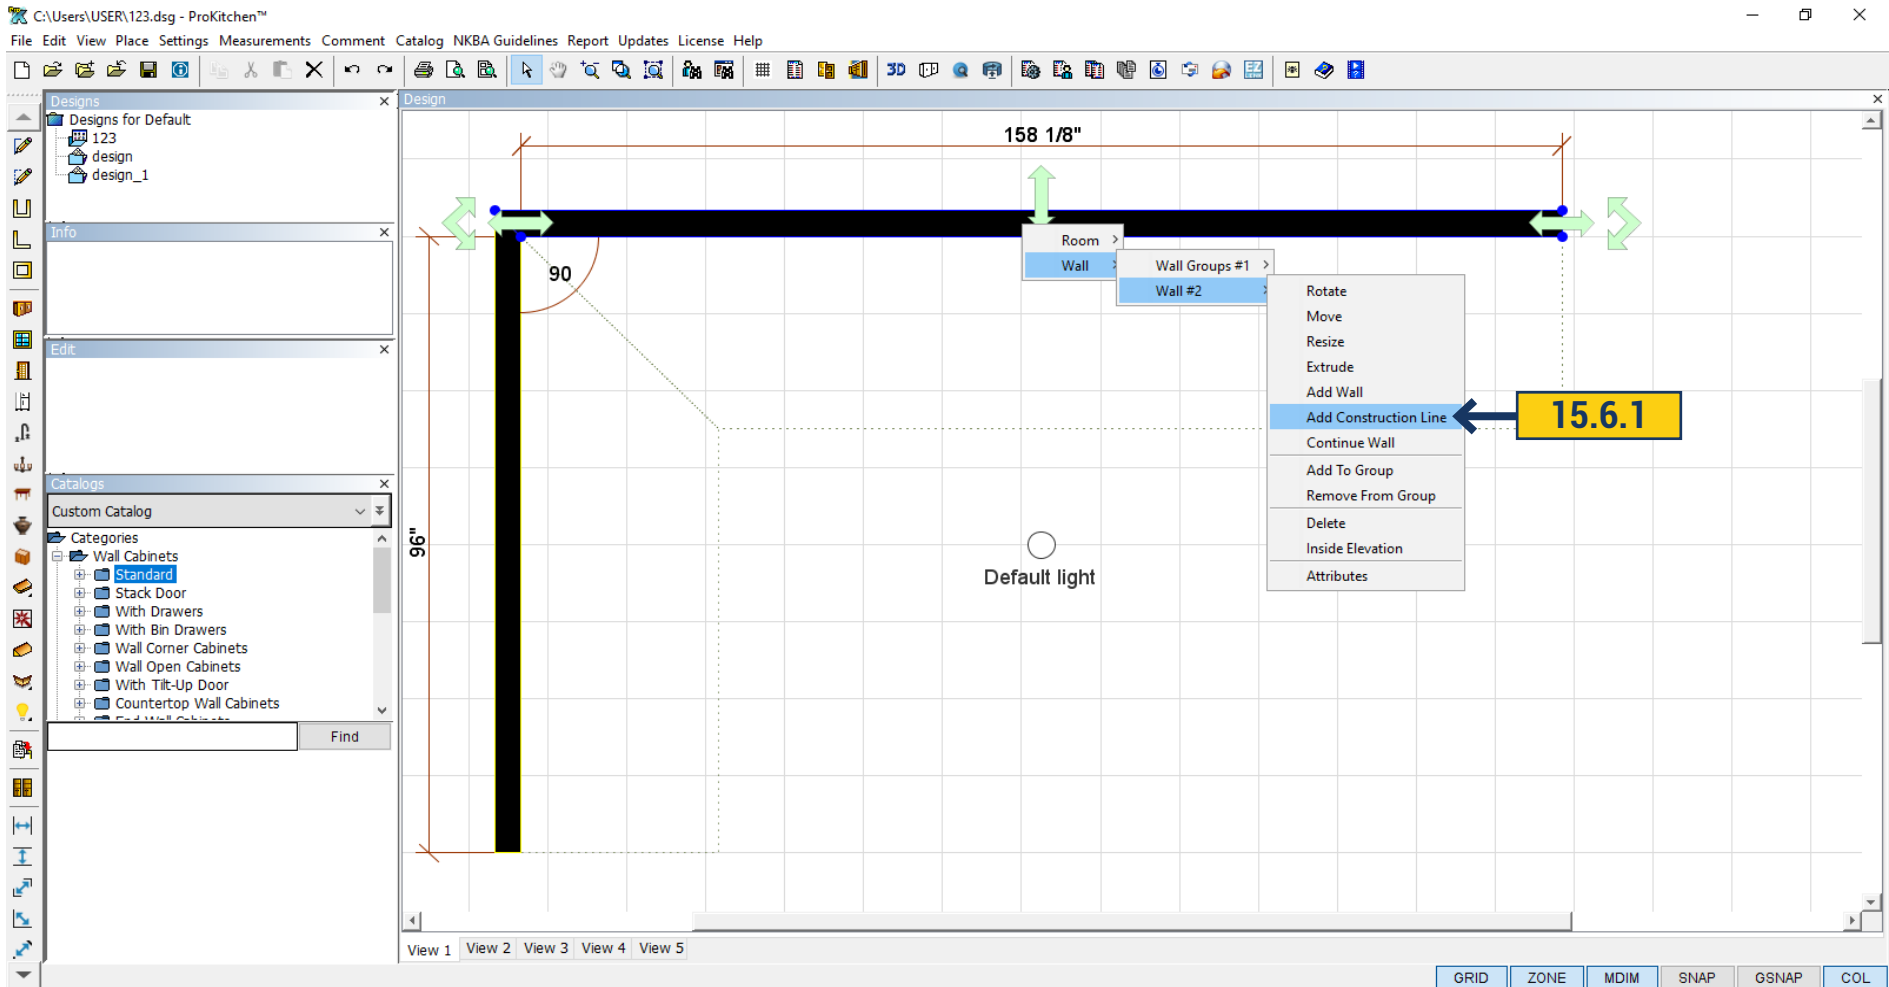 C:\Users\USER\123.dsg - ProKitchen™
File Edit View Place Settings Measurements Comment Catalog NKBA Guidelines Report Updates License Help
3D
EZ
Designs
Designs for Default
123
design
design_1
Info
Edit
Catalogs
Custom Catalog
Categories
Wall Cabinets
Standard
Stack Door
With Drawers
With Bin Drawers
Wall Corner Cabinets
Wall Open Cabinets
With Tilt-Up Door
Countertop Wall Cabinets
End Wall Cabinets
Find
Design
158 1/8"
90
96"
Room
Wall
Wall Groups #1
Wall #2
Rotate
Move
Resize
Extrude
Add Wall
Add Construction Line
Continue Wall
Add To Group
Remove From Group
Delete
Inside Elevation
Attributes
15.6.1
Default light
View 1 View 2 View 3 View 4 View 5
GRID ZONE MDIM SNAP GSNAP COL